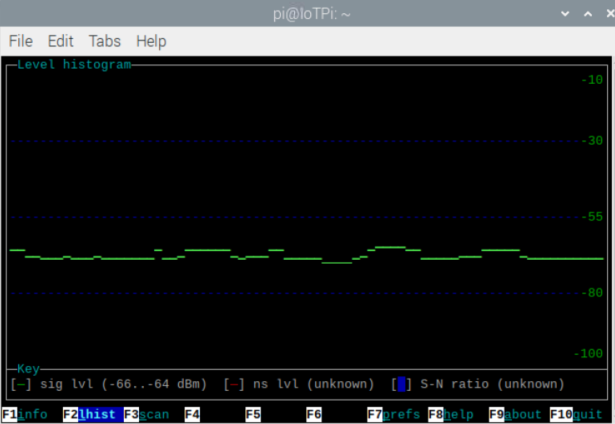 pi@IoTPi: ~
File Edit Tabs Help
Level histogram
-10
-30
-55
-80
-100
Key
[—] sig lvl (-66..-64 dBm) [—] ns lvl (unknown) [ ] S-N ratio (unknown)
F1info F2lhist F3scan F4 F5 F6 F7prefs F8help F9about F10quit